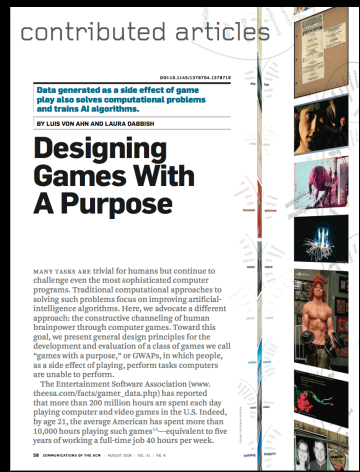 contributed articles
DOI:10.1145/1378704.1378719
Data generated as a side effect of game
play also solves computational problems
and trains AI algorithms.
BY LUIS VON AHN AND LAURA DABBISH
Designing
Games With
A Purpose
MANY TASKS ARE trivial for humans but continue to
challenge even the most sophisticated computer
programs. Traditional computational approaches to
solving such problems focus on improving artificial-
intelligence algorithms. Here, we advocate a different
approach: the constructive channeling of human
brainpower through computer games. Toward this
goal, we present general design principles for the
development and evaluation of a class of games we call
“games with a purpose,” or GWAPs, in which people,
as a side effect of playing, perform tasks computers
are unable to perform.
The Entertainment Software Association (www.
theesa.com/facts/gamer_data.php) has reported
that more than 200 million hours are spent each day
playing computer and video games in the U.S. Indeed,
by age 21, the average American has spent more than
10,000 hours playing such games—equivalent to five
years of working a full-time job 40 hours per week.
58 COMMUNICATIONS OF THE ACM | AUGUST 2008 | VOL. 51 | NO. 8